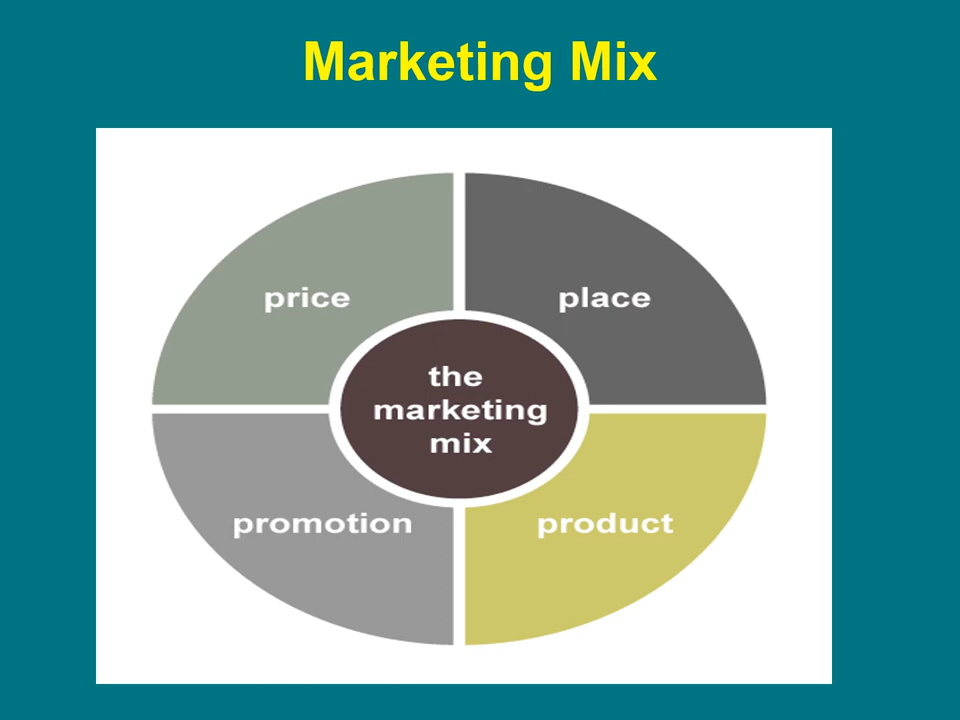 Marketing Mix
price
place
the
marketing
mix
promotion
product